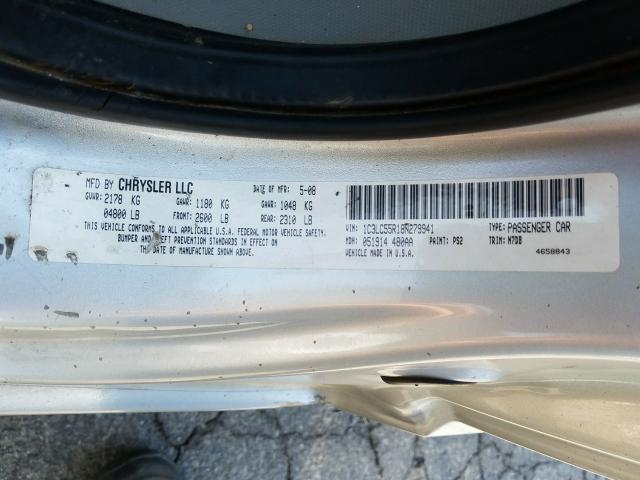 MFD BY CHRYSLER LLC DATE OF MFR: 5-08
GVWR: 2178 KG GAWR: 1180 KG GAWR: 1048 KG
04800 LB FRONT: 2600 LB REAR: 2310 LB
THIS VEHICLE CONFORMS TO ALL APPLICABLE U.S.A. FEDERAL MOTOR VEHICLE SAFETY,
BUMPER AND THEFT PREVENTION STANDARDS IN EFFECT ON
THE DATE OF MANUFACTURE SHOWN ABOVE.
VIN: 1C3LC55R18N279941 TYPE: PASSENGER CAR
MDH: 051914 480AA PAINT: PS2 TRIM: M7DB
VEHICLE MADE IN U.S.A. 4658843